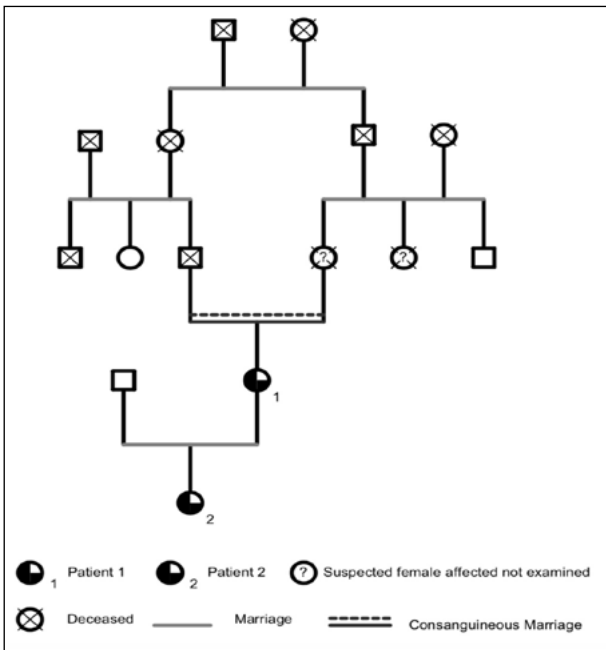 ?
?
1
2
1 Patient 1
2 Patient 2
? Suspected female affected not examined
Deceased
Marriage
Consanguineous Marriage